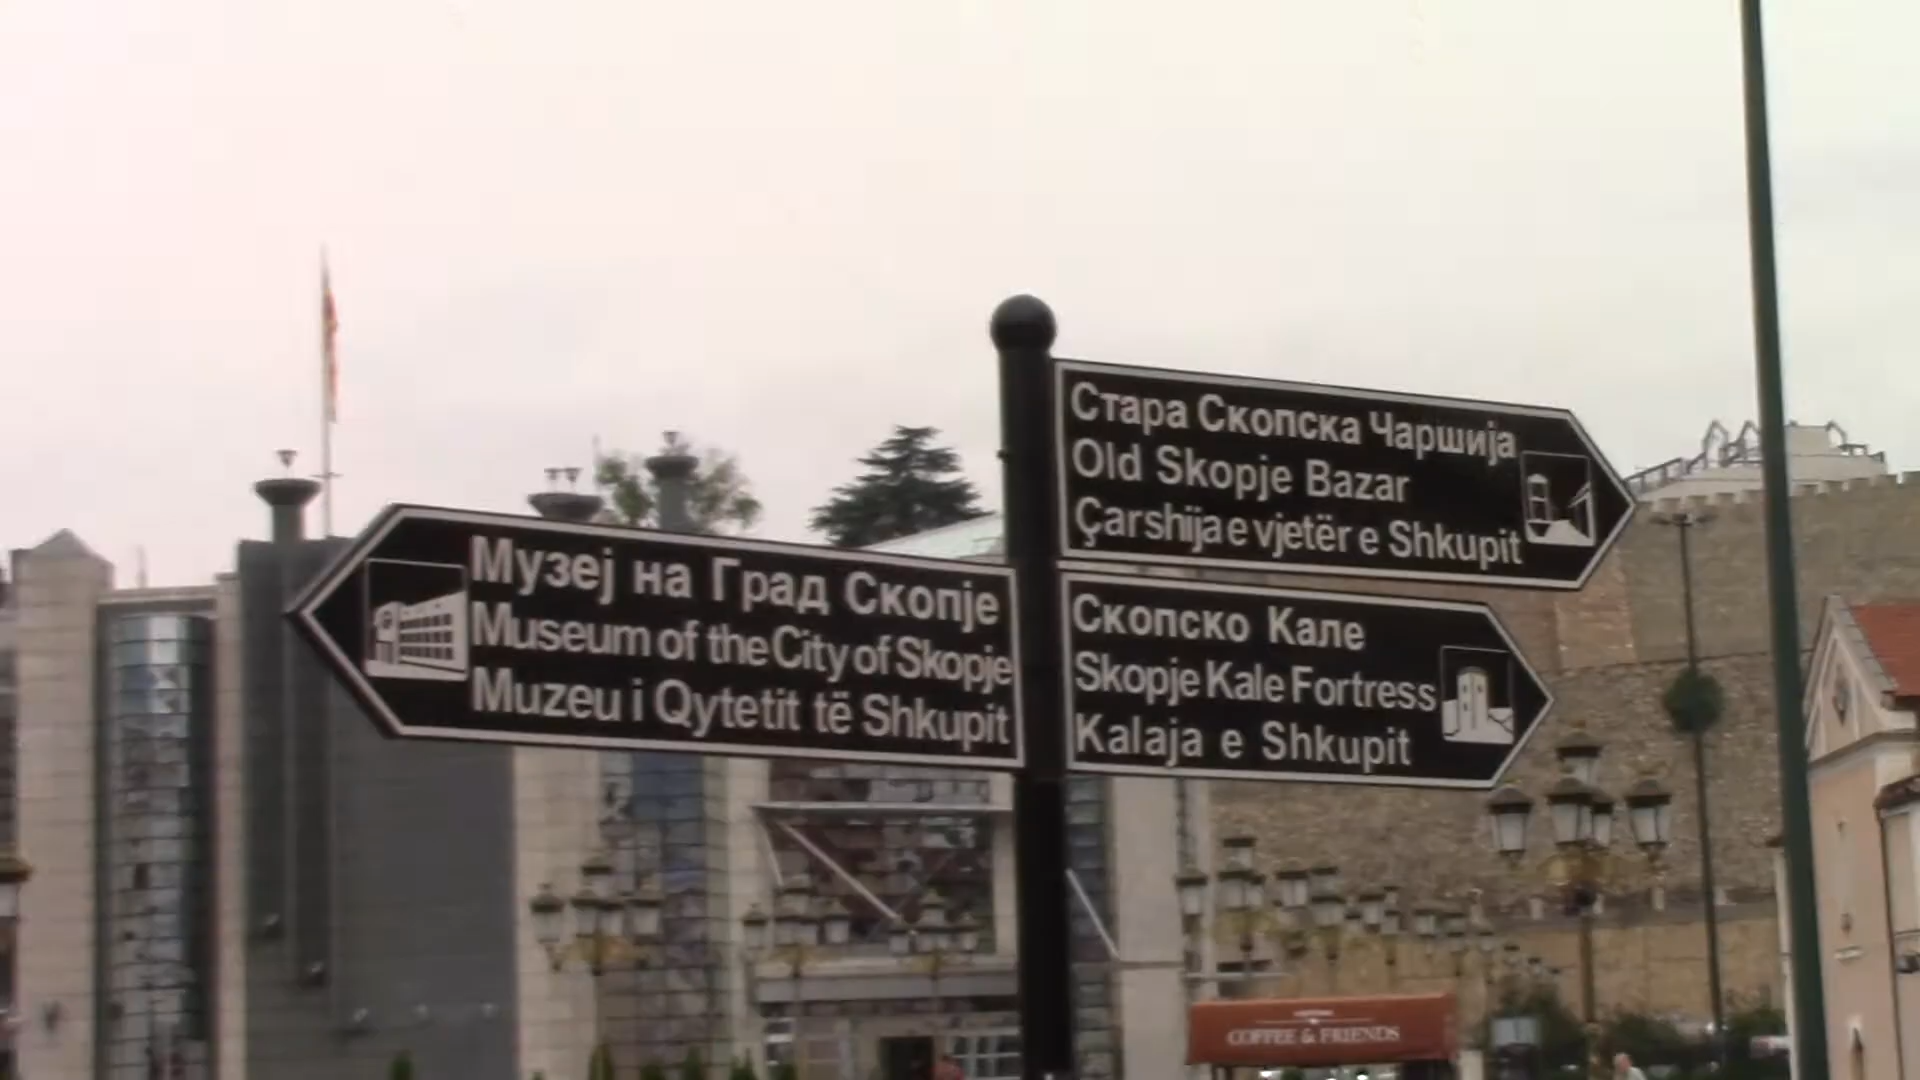 Стара Скопска Чаршија
Old Skopje Bazar
Çarshija e vjetër e Shkupit
Музеј на Град Скопје
Museum of the City of Skopje
Muzeu i Qytetit të Shkupit
Скопско Кале
Skopje Kale Fortress
Kalaja e Shkupit
COFFEE & FRIENDS